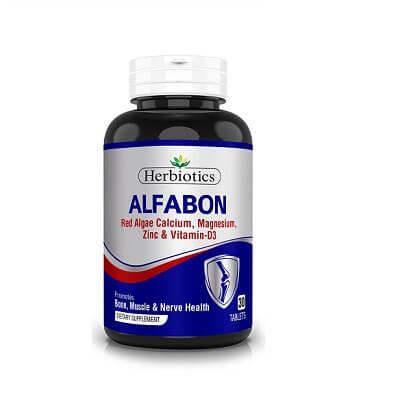 Herbiotics
ALFABON
Red Algae Calcium, Magnesium,
Zinc & Vitamin-D3
Promotes
Bone, Muscle & Nerve Health
DIETARY SUPPLEMENT
30
TABLETS